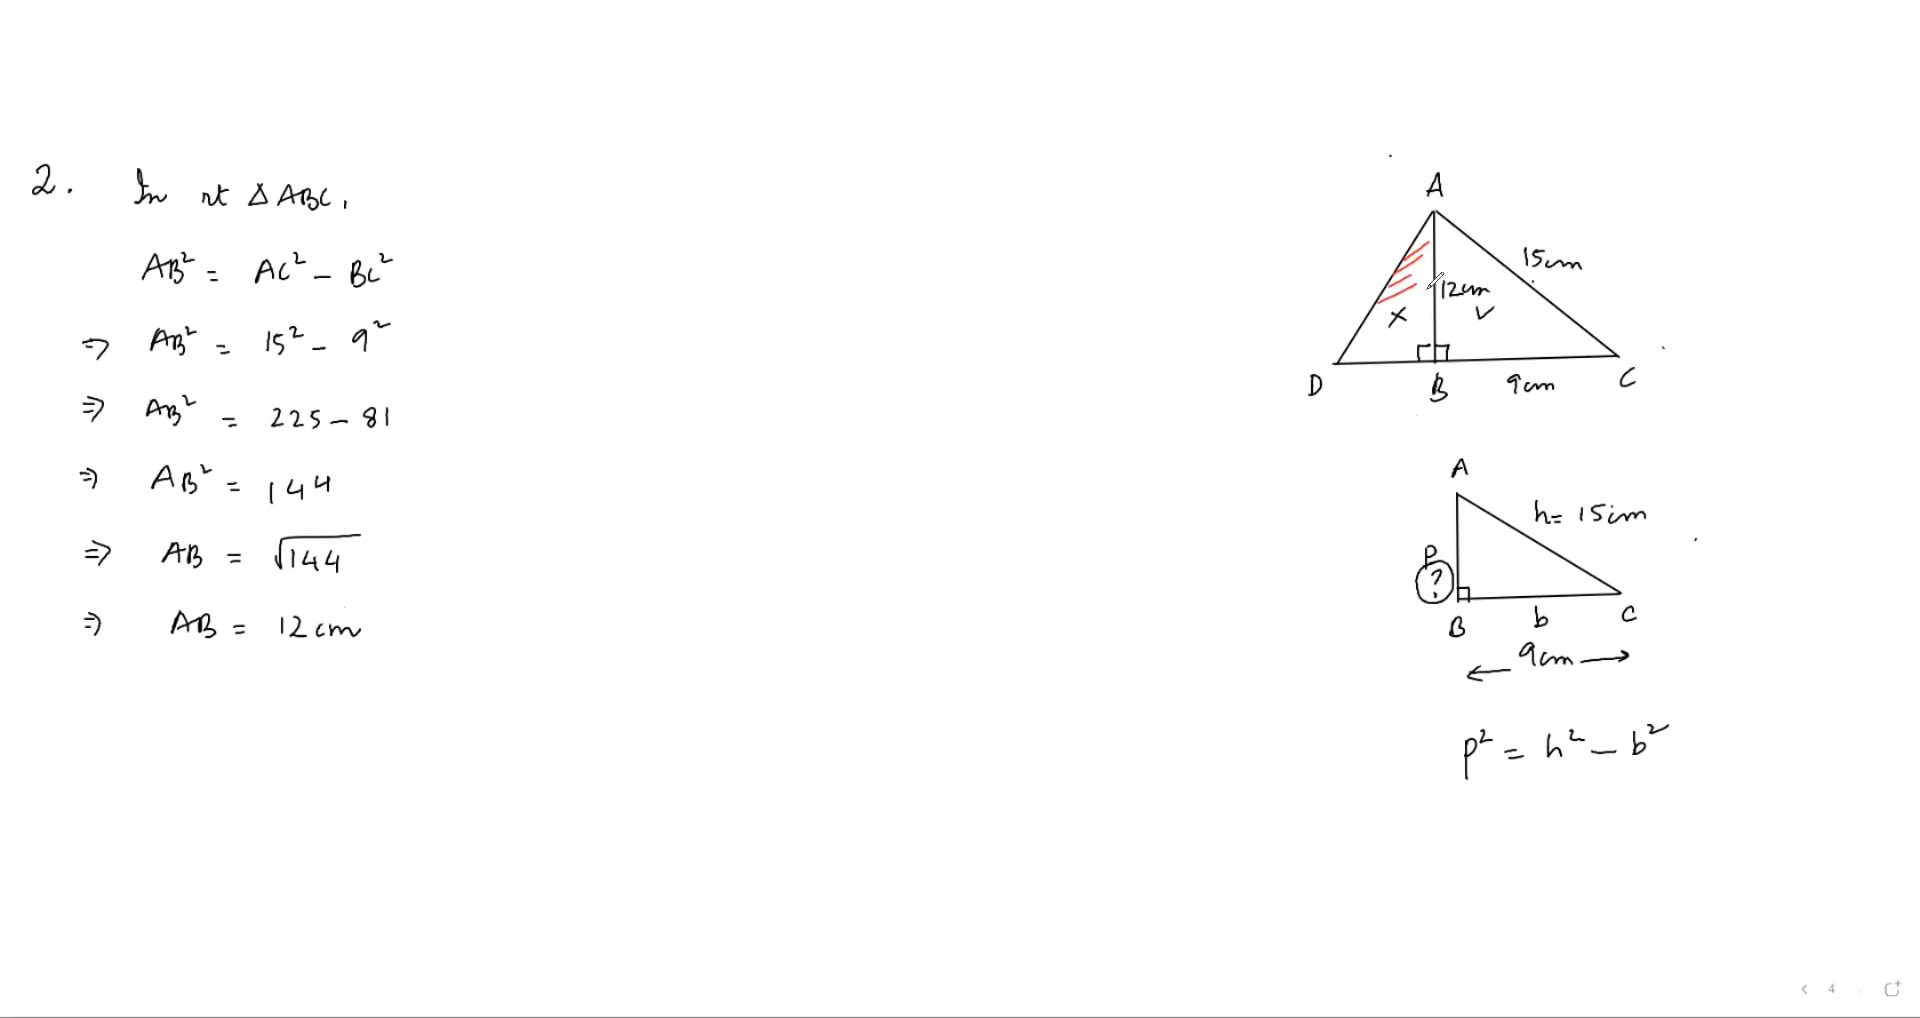 2. In rt Δ ABC,
AB² = AC² - BC²
⇒ AB² = 15² - 9²
⇒ AB² = 225 - 81
⇒ AB² = 144
⇒ AB = √144
⇒ AB = 12 cm
A
15cm
12cm
x ✓
D B 9cm C
A
h = 15cm
P
?
B b C
← 9cm →
p² = h² - b²
< 4